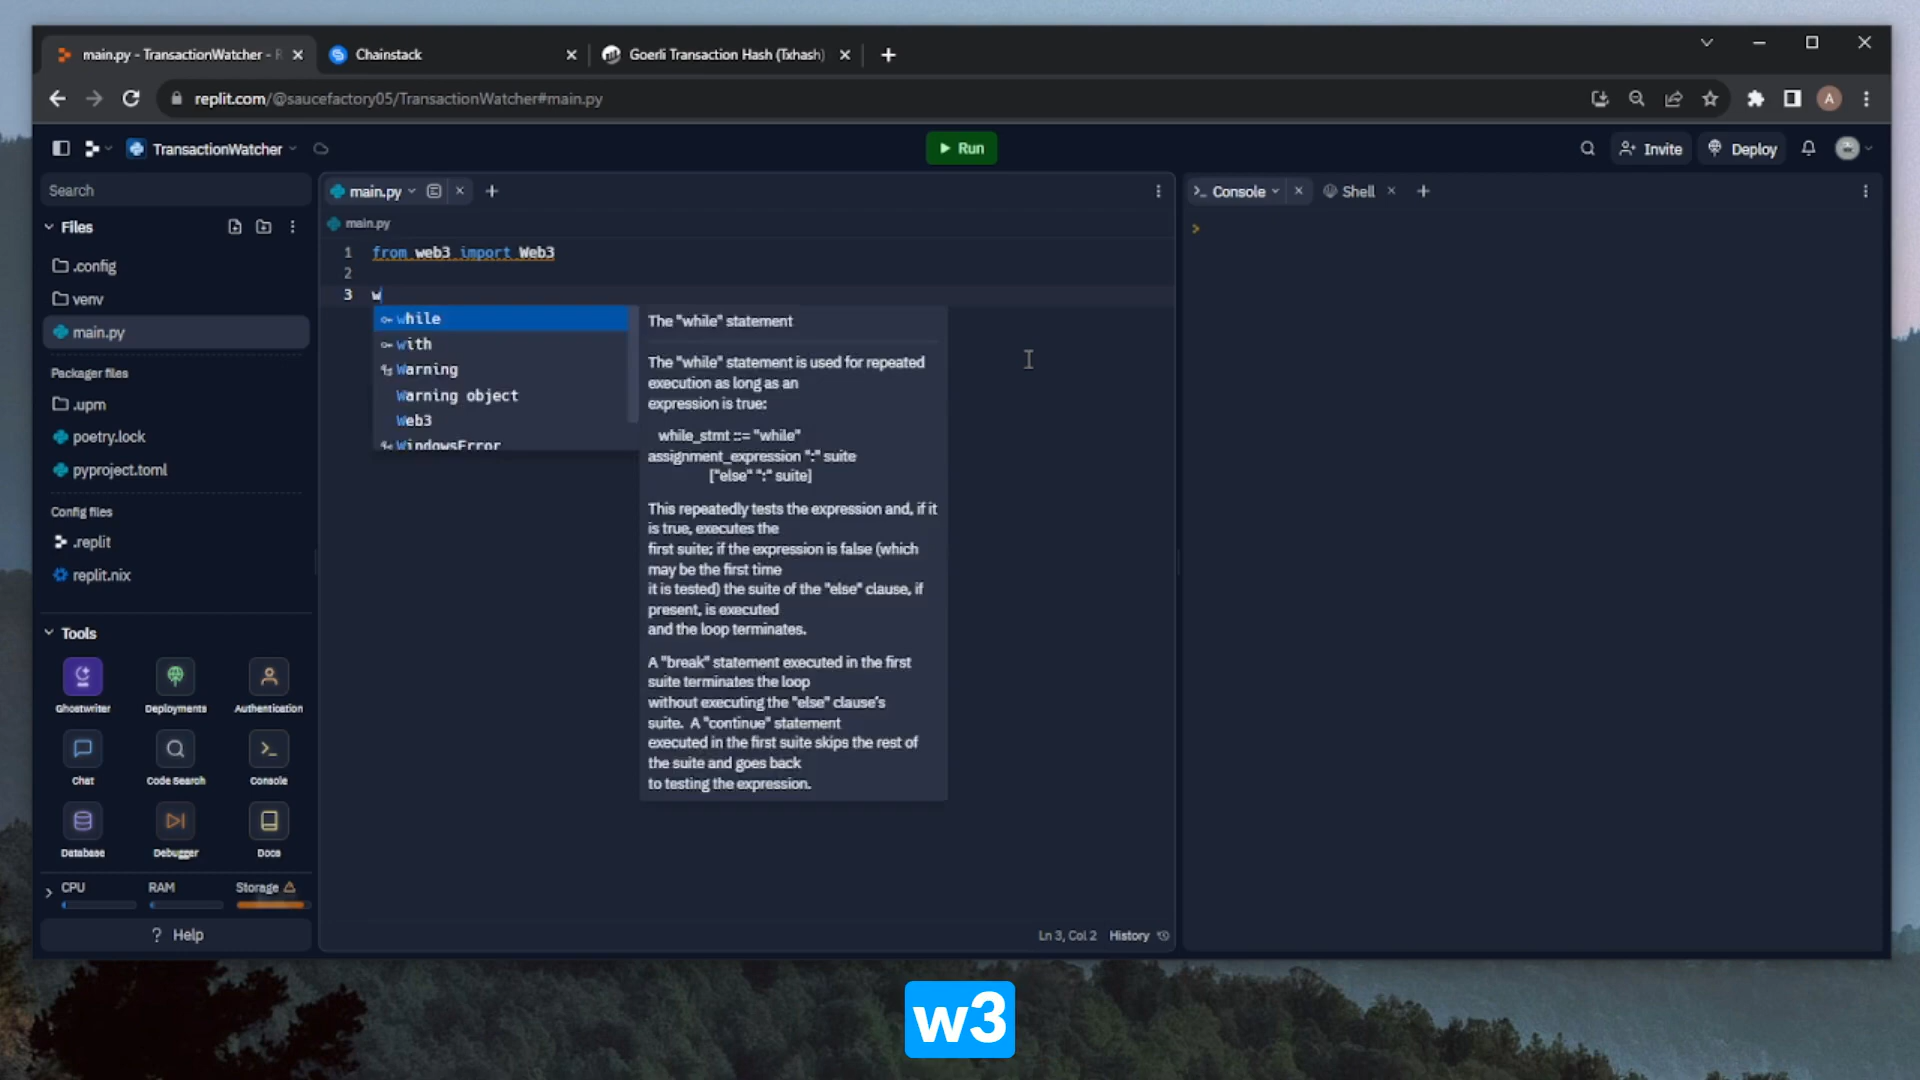 main.py - TransactionWatcher - R
Chainstack
Goerli Transaction Hash (Txhash)
replit.com/@saucefactory05/TransactionWatcher#main.py
A
TransactionWatcher
Run
Invite
Deploy
Search
Files
.config
venv
main.py
Packager files
.upm
poetry.lock
pyproject.toml
Config files
.replit
replit.nix
Tools
Ghostwriter
Deployments
Authentication
Chat
Code Search
Console
Database
Debugger
Docs
CPU
RAM
Storage
? Help
main.py
main.py
1 from web3 import Web3
2
3 w
while
with
Warning
Warning object
Web3
WindowsError
The "while" statement
The "while" statement is used for repeated
execution as long as an
expression is true:
while_stmt ::= "while"
assignment_expression ":" suite
["else" ":" suite]
This repeatedly tests the expression and, if it
is true, executes the
first suite; if the expression is false (which
may be the first time
it is tested) the suite of the "else" clause, if
present, is executed
and the loop terminates.
A "break" statement executed in the first
suite terminates the loop
without executing the "else" clause's
suite.  A "continue" statement
executed in the first suite skips the rest of
the suite and goes back
to testing the expression.
Ln 3, Col 2
History
Console
Shell
>
w3